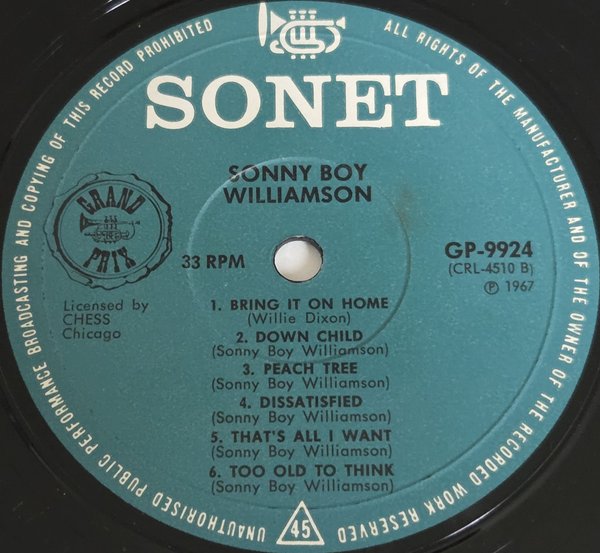 ALL RIGHTS OF THE MANUFACTURER AND OF THE OWNER OF THE RECORDED WORK RESERVED
UNAUTHORISED PUBLIC PERFORMANCE BROADCASTING AND COPYING OF THIS RECORD PROHIBITED
SONET
SONNY BOY
WILLIAMSON
GRAND
PRIX
33 RPM
GP-9924
(CRL-4510 B)
℗ 1967
Licensed by
CHESS
Chicago
1. BRING IT ON HOME
(Willie Dixon)
2. DOWN CHILD
(Sonny Boy Williamson)
3. PEACH TREE
(Sonny Boy Williamson)
4. DISSATISFIED
(Sonny Boy Williamson)
5. THAT'S ALL I WANT
(Sonny Boy Williamson)
6. TOO OLD TO THINK
(Sonny Boy Williamson)
45